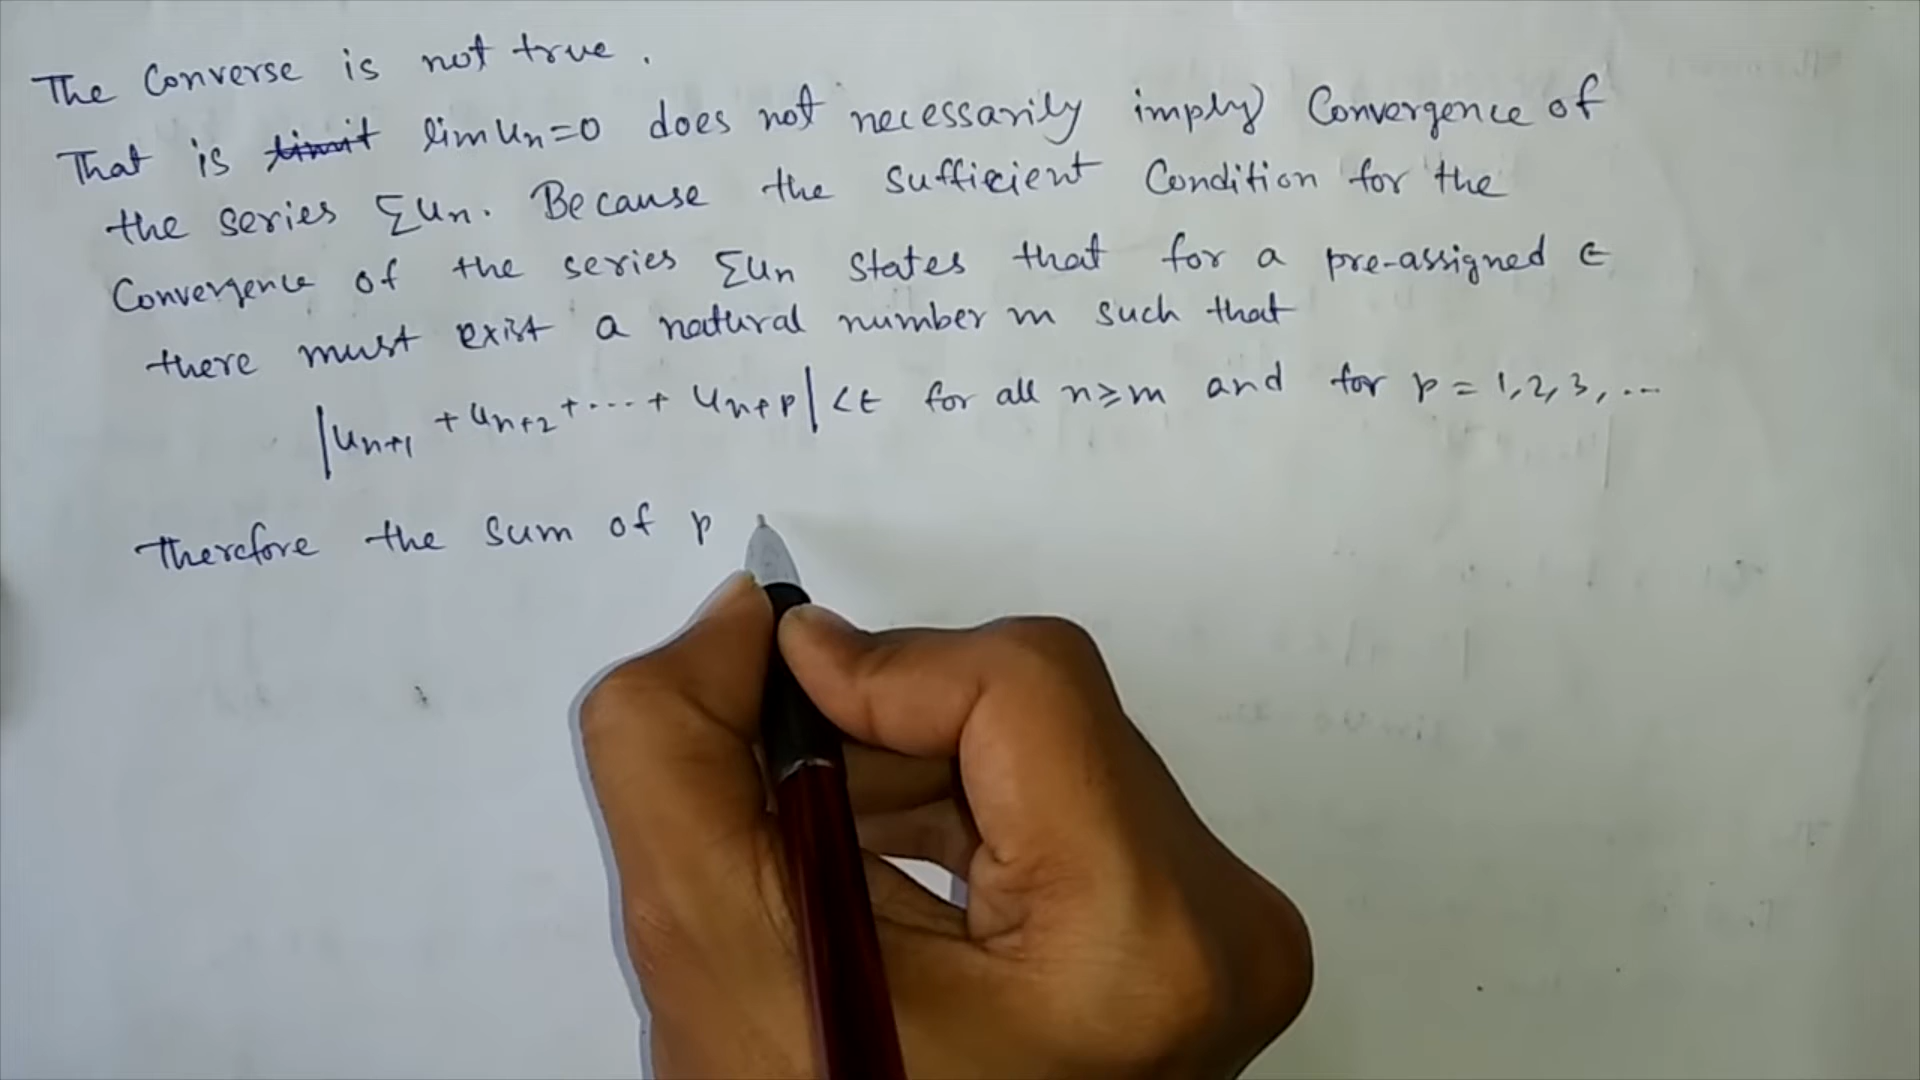 The Converse is not true.
That is limit lim uₙ=0 does not necessarily imply Convergence of
the series Σuₙ. Because the sufficient Condition for the
Convergence of the series Σuₙ states that for a pre-assigned ∈
there must exist a natural number m such that
|uₙ₊₁ + uₙ₊₂ + ··· + uₙ₊ₚ| < ε for all n ≥ m and for p = 1, 2, 3, ...
Therefore the sum of p